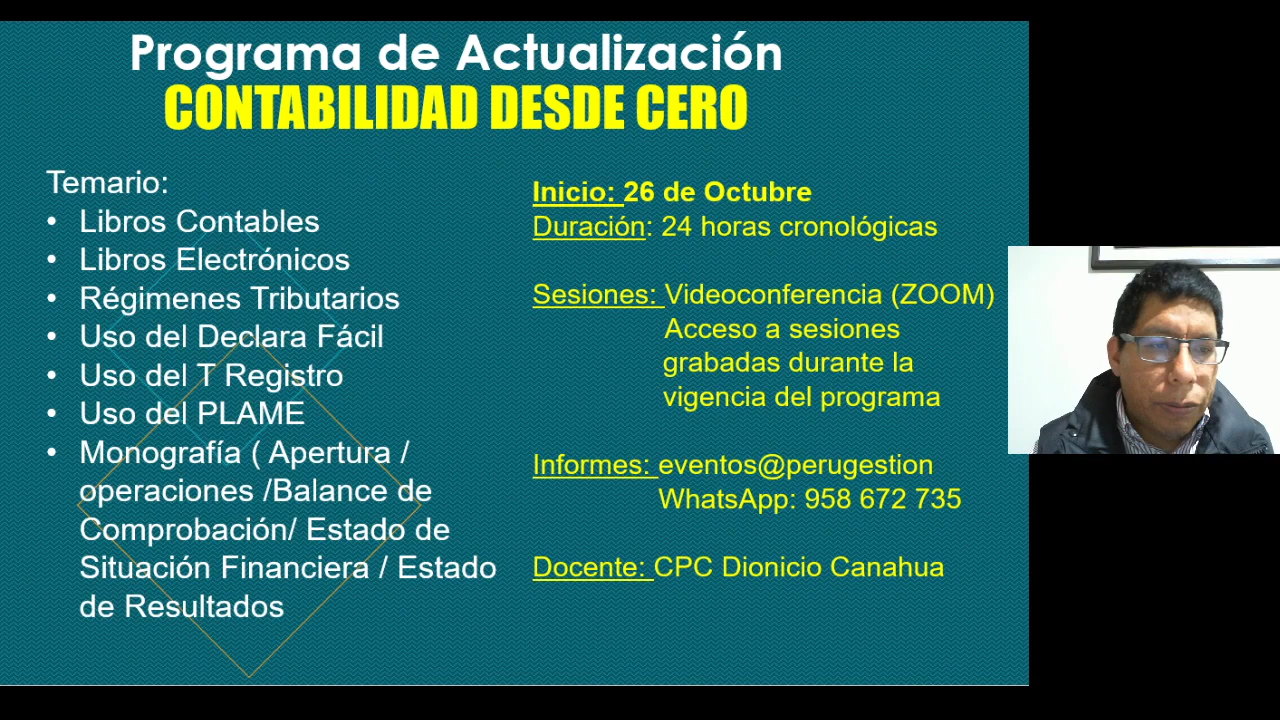 Programa de Actualización
CONTABILIDAD DESDE CERO
Temario:
• Libros Contables
• Libros Electrónicos
• Régimenes Tributarios
• Uso del Declara Fácil
• Uso del T Registro
• Uso del PLAME
• Monografía ( Apertura /
operaciones /Balance de
Comprobación/ Estado de
Situación Financiera / Estado
de Resultados
Inicio: 26 de Octubre
Duración: 24 horas cronológicas
Sesiones: Videoconferencia (ZOOM)
Acceso a sesiones
grabadas durante la
vigencia del programa
Informes: eventos@perugestion
WhatsApp: 958 672 735
Docente: CPC Dionicio Canahua